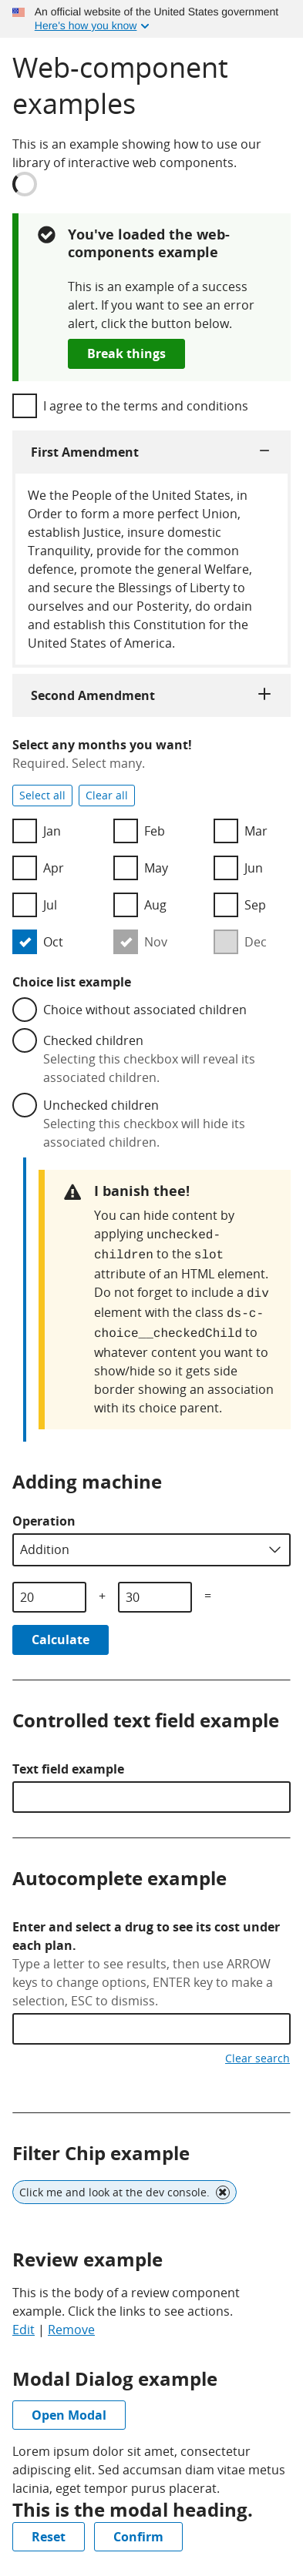 An official website of the United States government
Here's how you know
Web-component
examples
This is an example showing how to use our
library of interactive web components.
You've loaded the web-
components example
This is an example of a success
alert. If you want to see an error
alert, click the button below.
Break things
I agree to the terms and conditions
First Amendment
We the People of the United States, in
Order to form a more perfect Union,
establish Justice, insure domestic
Tranquility, provide for the common
defence, promote the general Welfare,
and secure the Blessings of Liberty to
ourselves and our Posterity, do ordain
and establish this Constitution for the
United States of America.
Second Amendment
Select any months you want!
Required. Select many.
Select all Clear all
Jan Feb Mar
Apr May Jun
Jul Aug Sep
Oct Nov Dec
Choice list example
Choice without associated children
Checked children
Selecting this checkbox will reveal its
associated children.
Unchecked children
Selecting this checkbox will hide its
associated children.
I banish thee!
You can hide content by
applying unchecked-
children to the slot
attribute of an HTML element.
Do not forget to include a div
element with the class ds-c-
choice__checkedChild to
whatever content you want to
show/hide so it gets side
border showing an association
with its choice parent.
Adding machine
Operation
Addition
20 + 30 =
Calculate
Controlled text field example
Text field example
Autocomplete example
Enter and select a drug to see its cost under
each plan.
Type a letter to see results, then use ARROW
keys to change options, ENTER key to make a
selection, ESC to dismiss.
Clear search
Filter Chip example
Click me and look at the dev console.
Review example
This is the body of a review component
example. Click the links to see actions.
Edit | Remove
Modal Dialog example
Open Modal
Lorem ipsum dolor sit amet, consectetur
adipiscing elit. Sed accumsan diam vitae metus
lacinia, eget tempor purus placerat.
This is the modal heading.
Reset Confirm